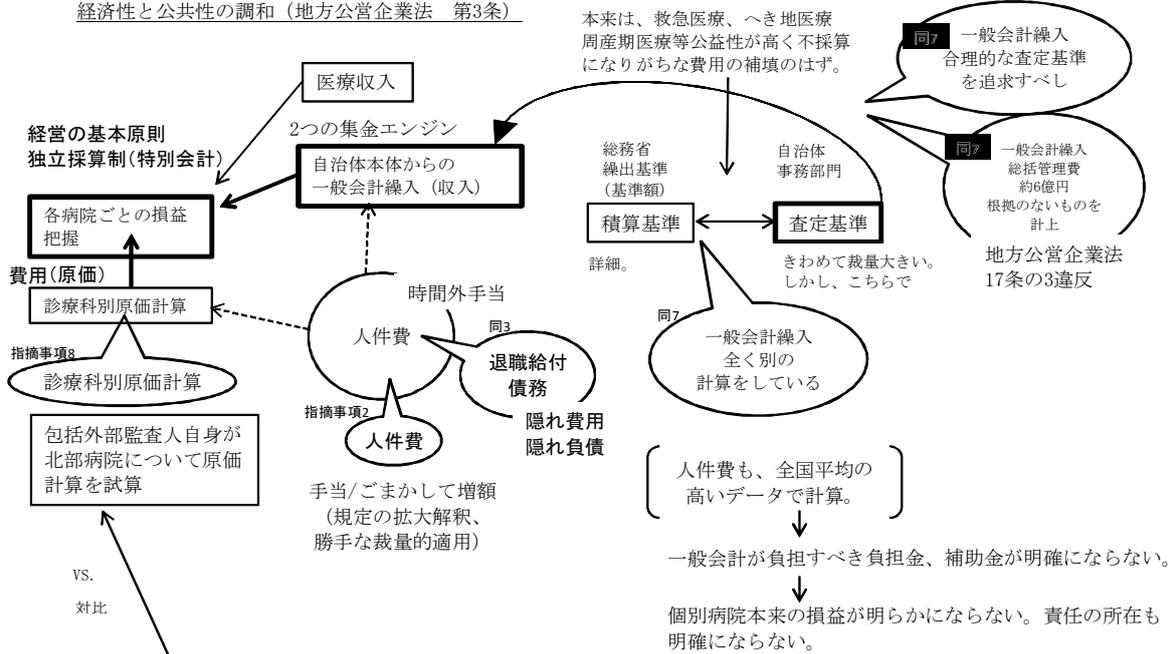 経済性と公共性の調和(地方公営企業法　第3条)
本来は、救急医療、へき地医療
周産期医療等公益性が高く不採算
になりがちな費用の補填のはず。
同7
一般会計繰入
合理的な査定基準
を追求すべし
医療収入
経営の基本原則
独立採算制(特別会計)
2つの集金エンジン
自治体本体からの
一般会計繰入（収入）
総務省
繰出基準
(基準額)
自治体
事務部門
同7
一般会計繰入
総括管理費
約6億円
根拠のないものを
計上
各病院ごとの損益
把握
積算基準
査定基準
地方公営企業法
17条の3違反
費用(原価)
詳細。
きわめて裁量大きい。
しかし、こちらで
診療科別原価計算
時間外手当
人件費
同3
退職給付
債務
同7
一般会計繰入
全く別の
計算をしている
指摘事項8
診療科別原価計算
指摘事項2
人件費
隠れ費用
隠れ負債
包括外部監査人自身が
北部病院について原価
計算を試算
手当/ごまかして増額
（規定の拡大解釈、
勝手な裁量的適用）
人件費も、全国平均の
高いデータで計算。
一般会計が負担すべき負担金、補助金が明確にならない。
VS.
対比
個別病院本来の損益が明らかにならない。責任の所在も
明確にならない。